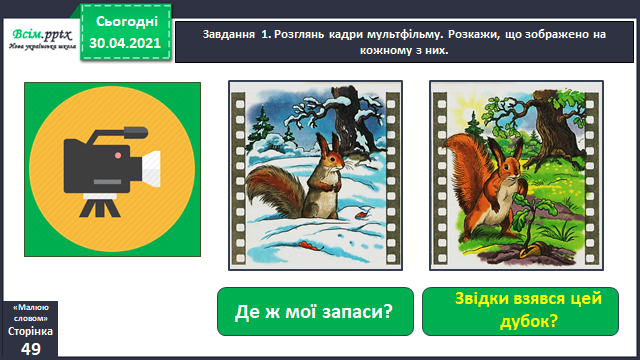 Всім.pptx
Нова українська школа
Сьогодні
30.04.2021
Завдання 1. Розглянь кадри мультфільму. Розкажи, що зображено на
кожному з них.
Де ж мої запаси?
Звідки взявся цей
дубок?
«Малюю
словом»
Сторінка
49